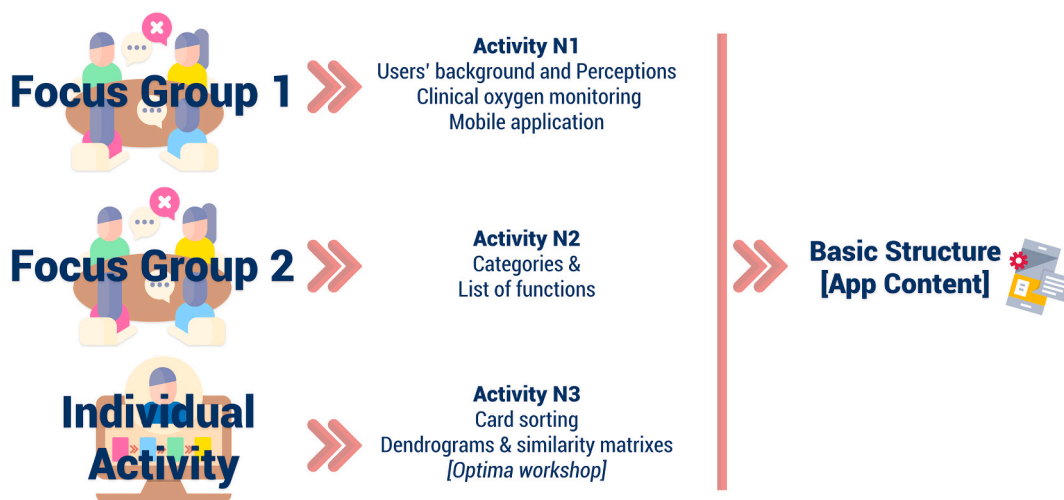 Focus Group 1
Activity N1
Users' background and Perceptions
Clinical oxygen monitoring
Mobile application
Focus Group 2
Activity N2
Categories &
List of functions
Individual
Activity
Activity N3
Card sorting
Dendrograms & similarity matrixes
[Optima workshop]
Basic Structure
[App Content]